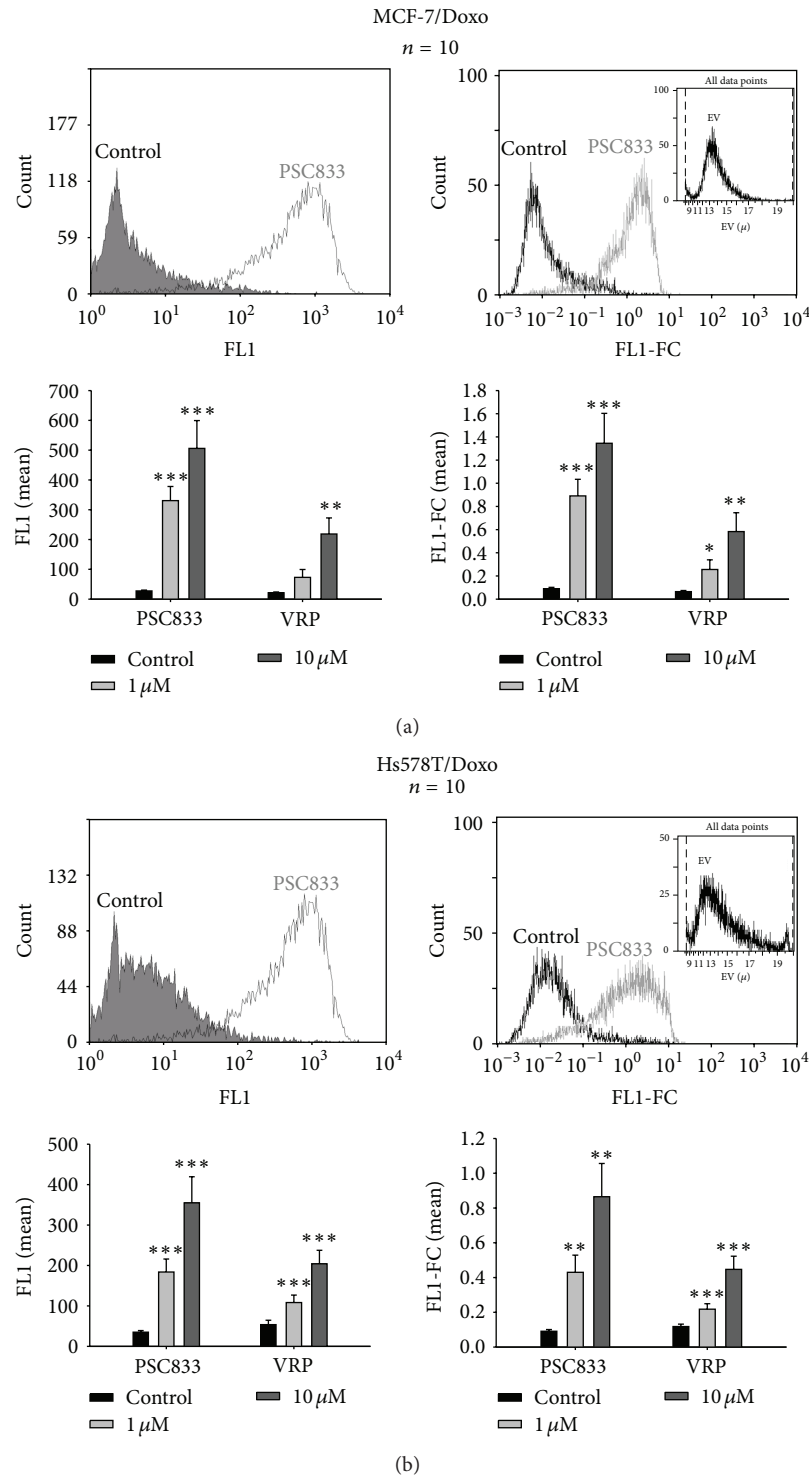 MCF-7/Doxo
n = 10
Count
177
118
59
0
Control
PSC833
10^0 10^1 10^2 10^3 10^4
FL1
Count
100
50
0
Control
PSC833
10^−3 10^−2 10^−1 10^0 10^1 10^2 10^3 10^4
FL1-FC
All data points
100
50
0
EV
9 11 13 15 17 19
EV (μ)
FL1 (mean)
700
600
500
400
300
200
100
0
***
***
**
PSC833 VRP
Control
1 μM
10 μM
FL1-FC (mean)
1.8
1.6
1.4
1.2
1.0
0.8
0.6
0.4
0.2
0.0
***
***
*
**
PSC833 VRP
Control
1 μM
10 μM
(a)
Hs578T/Doxo
n = 10
Count
132
88
44
0
Control
PSC833
10^0 10^1 10^2 10^3 10^4
FL1
Count
100
50
0
Control
PSC833
10^−3 10^−2 10^−1 10^0 10^1 10^2 10^3 10^4
FL1-FC
All data points
50
25
0
EV
9 11 13 15 17 19
EV (μ)
FL1 (mean)
500
400
300
200
100
0
***
***
***
***
PSC833 VRP
Control
1 μM
10 μM
FL1-FC (mean)
1.2
1.0
0.8
0.6
0.4
0.2
0.0
**
**
***
***
PSC833 VRP
Control
1 μM
10 μM
(b)